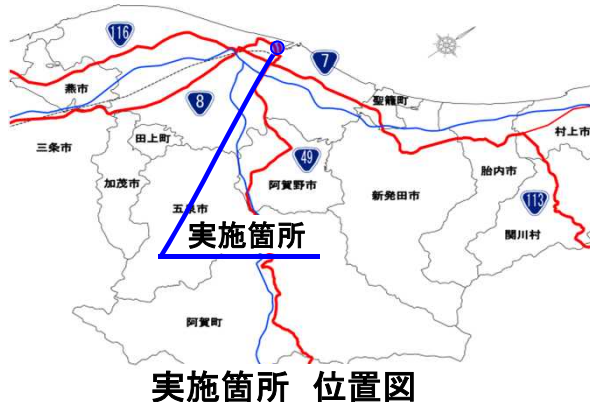 116
7
燕市
8
聖籠町
三条市
田上町
村上市
49
胎内市
加茂市
阿賀野市
新発田市
113
五泉市
関川村
実施箇所
阿賀町
実施箇所 位置図